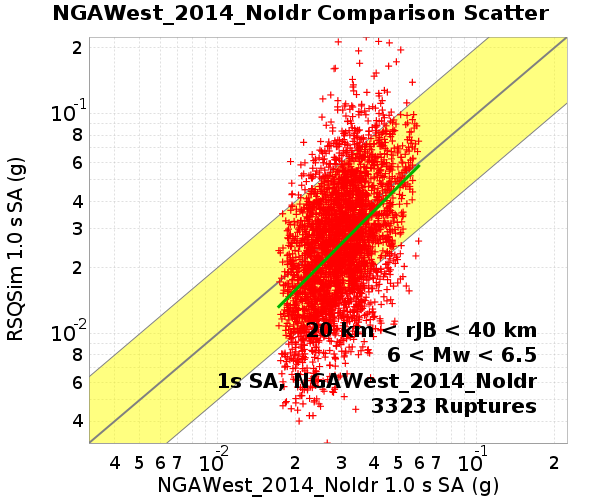 NGAWest_2014_NoIdr Comparison Scatter
RSQSim 1.0 s SA (g)
2
10-1
8
6
4
3
2
10-2
8
6
4
20 km < rJB < 40 km
6 < Mw < 6.5
1s SA, NGAWest_2014_NoIdr
3323 Ruptures
4 5 6 7 10-2 2 3 4 5 6 7 10-1 2
NGAWest_2014_NoIdr 1.0 s SA (g)